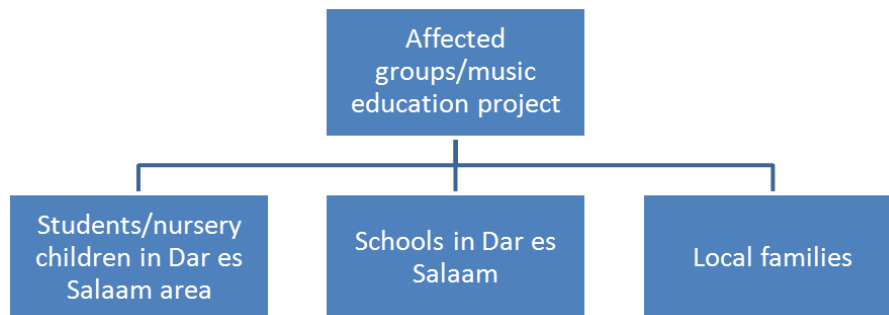 Affected
groups/music
education project
Students/nursery
children in Dar es
Salaam area
Schools in Dar es
Salaam
Local families